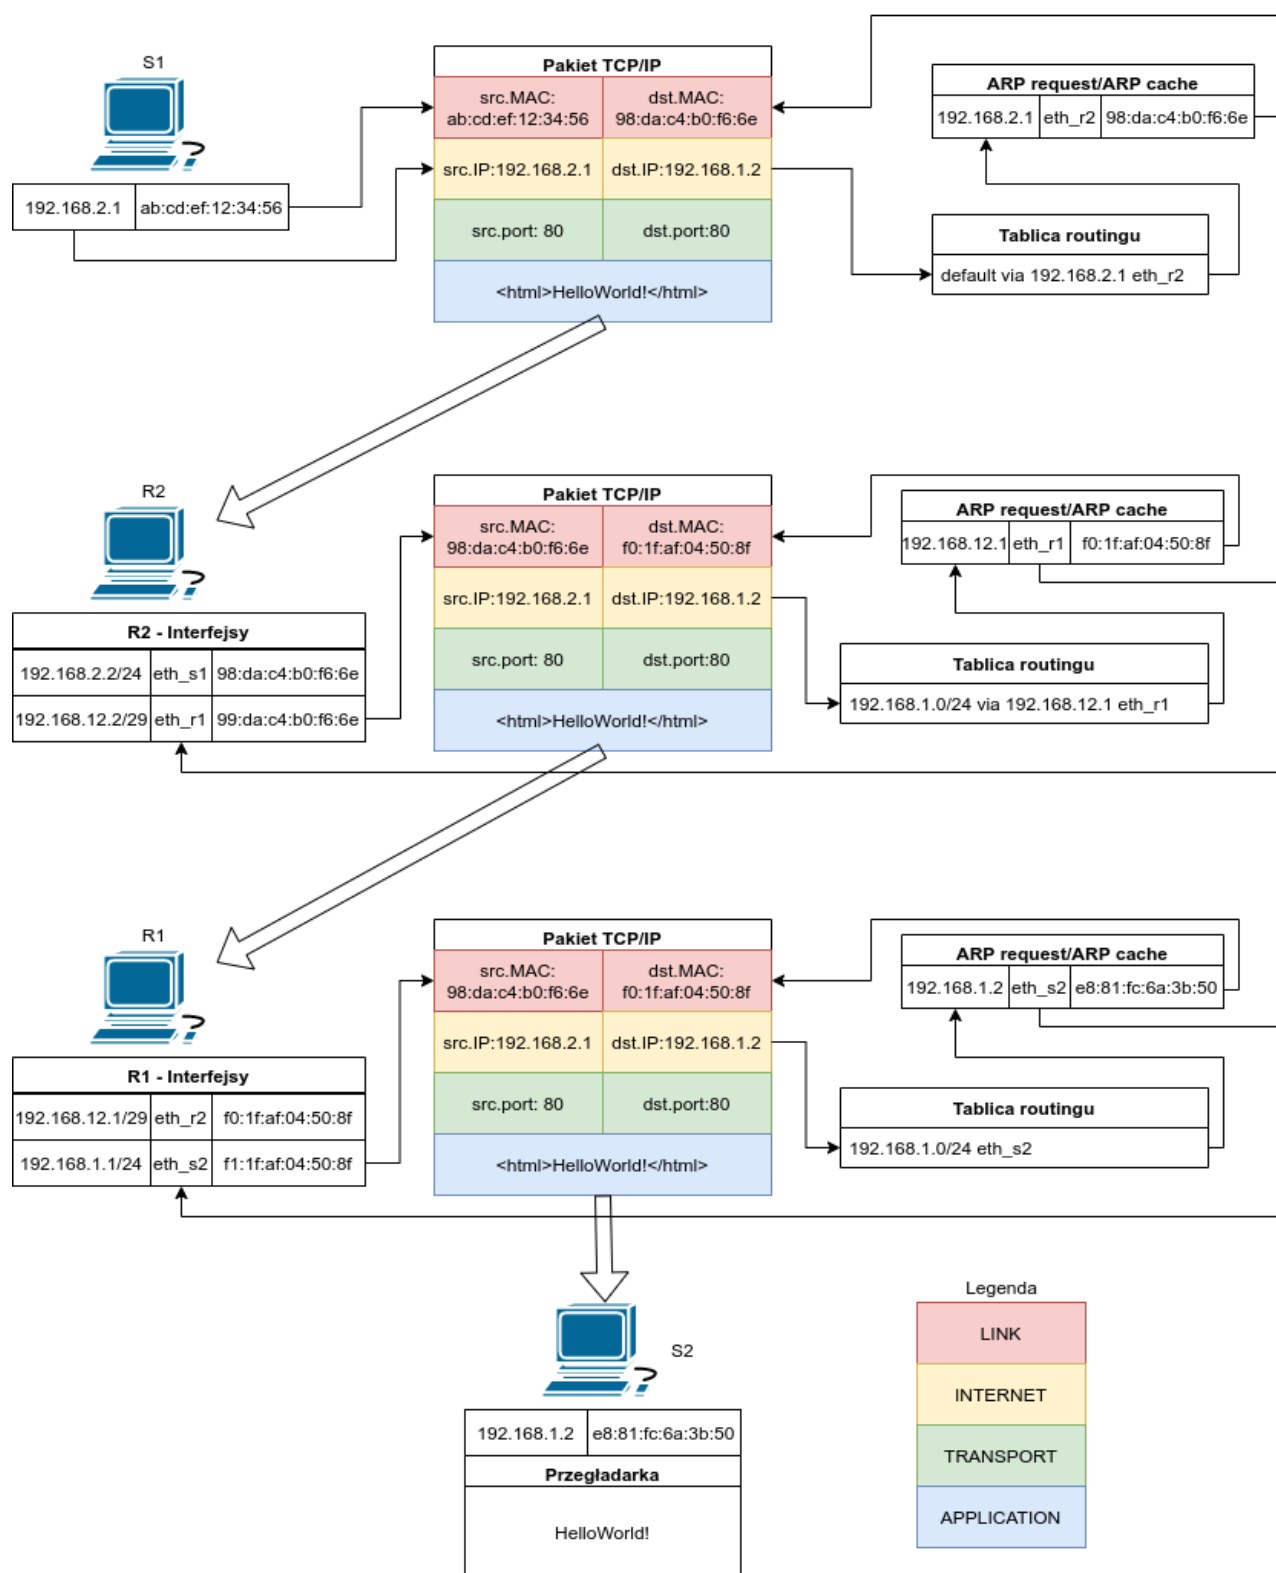 S1
192.168.2.1 ab:cd:ef:12:34:56
Pakiet TCP/IP
src.MAC: dst.MAC:
ab:cd:ef:12:34:56 98:da:c4:b0:f6:6e
src.IP:192.168.2.1 dst.IP:192.168.1.2
src.port: 80 dst.port:80
<html>HelloWorld!</html>
ARP request/ARP cache
192.168.2.1 eth_r2 98:da:c4:b0:f6:6e
Tablica routingu
default via 192.168.2.1 eth_r2
R2
R2 - Interfejsy
192.168.2.2/24 eth_s1 98:da:c4:b0:f6:6e
192.168.12.2/29 eth_r1 99:da:c4:b0:f6:6e
Pakiet TCP/IP
src.MAC: dst.MAC:
98:da:c4:b0:f6:6e f0:1f:af:04:50:8f
src.IP:192.168.2.1 dst.IP:192.168.1.2
src.port: 80 dst.port:80
<html>HelloWorld!</html>
ARP request/ARP cache
192.168.12.1 eth_r1 f0:1f:af:04:50:8f
Tablica routingu
192.168.1.0/24 via 192.168.12.1 eth_r1
R1
R1 - Interfejsy
192.168.12.1/29 eth_r2 f0:1f:af:04:50:8f
192.168.1.1/24 eth_s2 f1:1f:af:04:50:8f
Pakiet TCP/IP
src.MAC: dst.MAC:
98:da:c4:b0:f6:6e f0:1f:af:04:50:8f
src.IP:192.168.2.1 dst.IP:192.168.1.2
src.port: 80 dst.port:80
<html>HelloWorld!</html>
ARP request/ARP cache
192.168.1.2 eth_s2 e8:81:fc:6a:3b:50
Tablica routingu
192.168.1.0/24 eth_s2
S2
192.168.1.2 e8:81:fc:6a:3b:50
Przegładarka
HelloWorld!
Legenda
LINK
INTERNET
TRANSPORT
APPLICATION